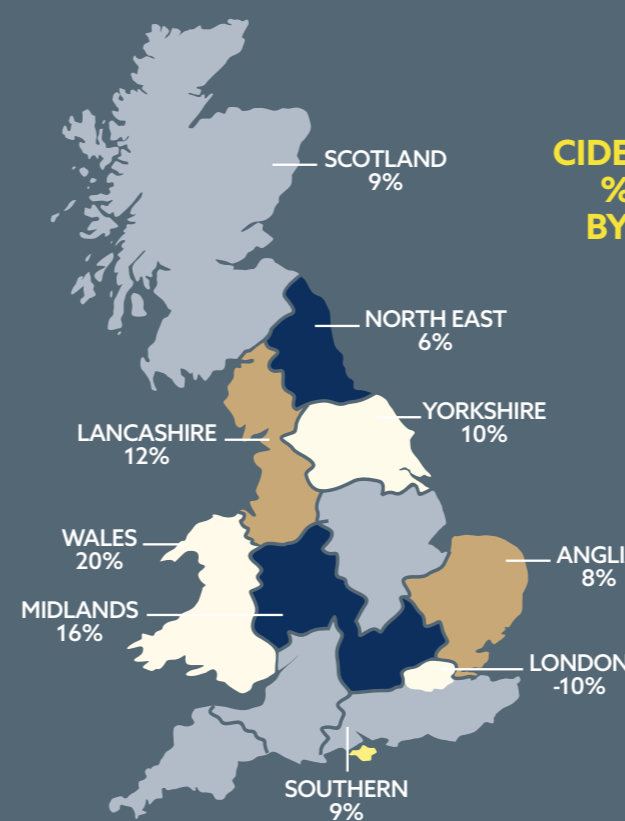 CIDE
%
BY
SCOTLAND
9%
NORTH EAST
6%
YORKSHIRE
10%
LANCASHIRE
12%
WALES
20%
ANGLI
8%
MIDLANDS
16%
LONDON
-10%
SOUTHERN
9%